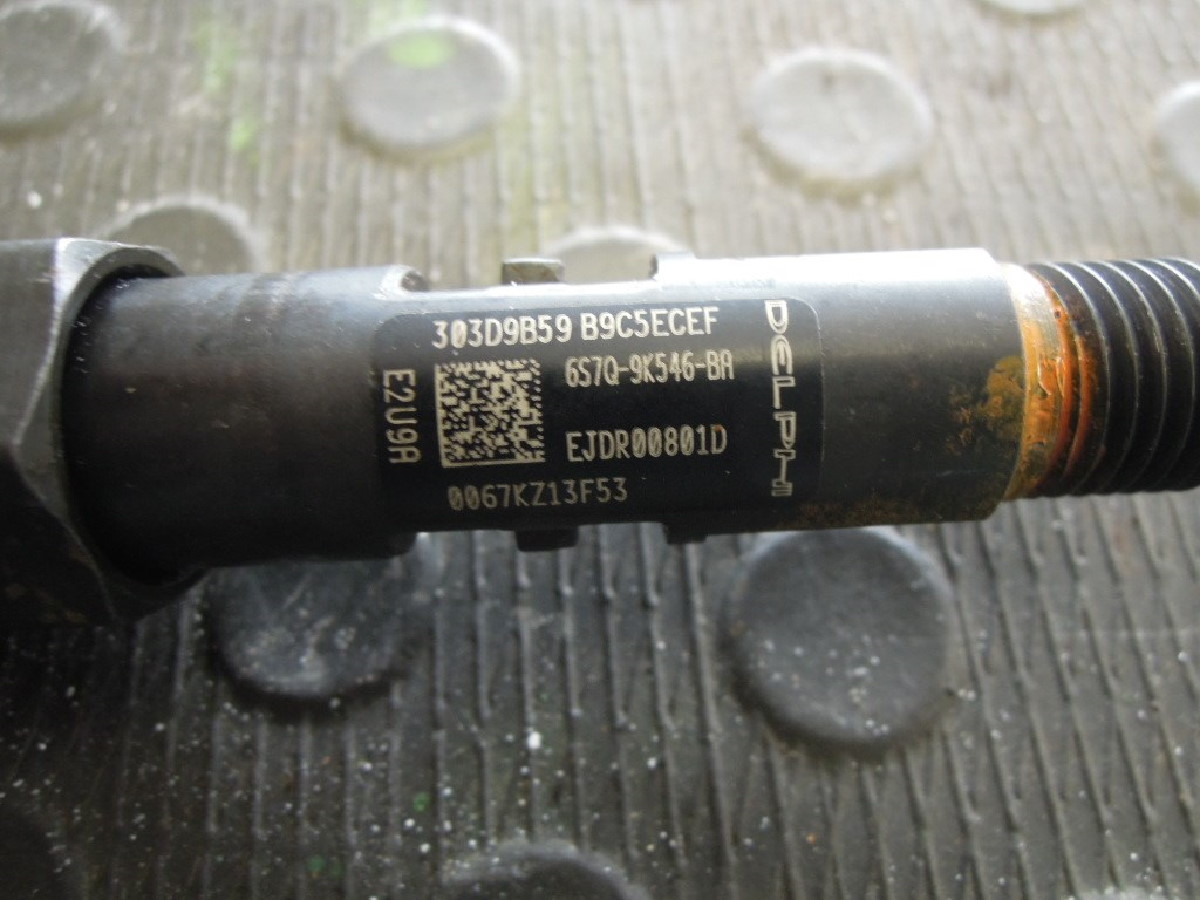 303D9B59 B9C5ECEF
6S7Q-9K546-BA
EJDR00801D
0067KZ13F53
E2U9A
DELPHI